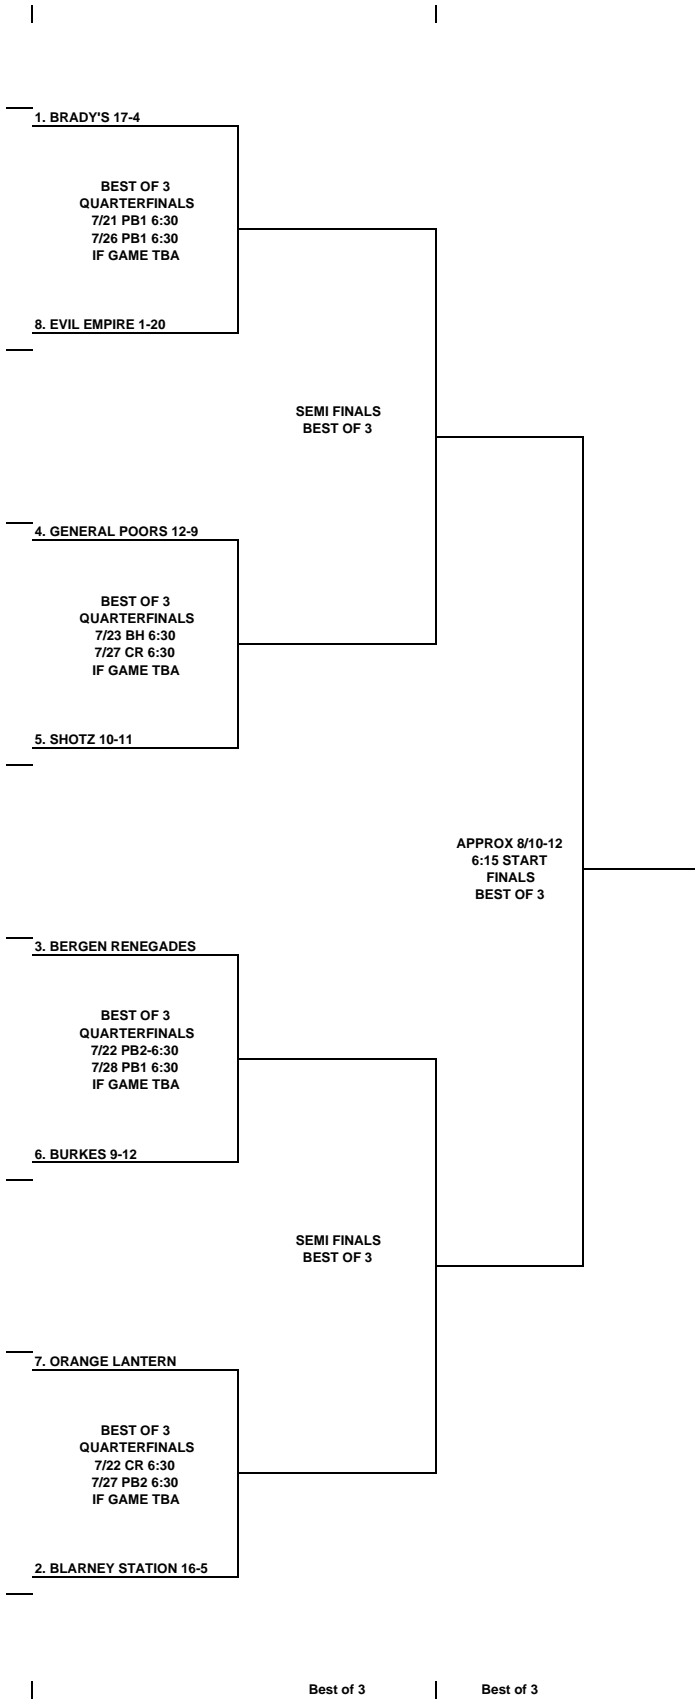 1. BRADY'S 17-4
BEST OF 3
QUARTERFINALS
7/21 PB1 6:30
7/26 PB1 6:30
IF GAME TBA
8. EVIL EMPIRE 1-20
SEMI FINALS
BEST OF 3
4. GENERAL POORS 12-9
BEST OF 3
QUARTERFINALS
7/23 BH 6:30
7/27 CR 6:30
IF GAME TBA
5. SHOTZ 10-11
APPROX 8/10-12
6:15 START
FINALS
BEST OF 3
3. BERGEN RENEGADES
BEST OF 3
QUARTERFINALS
7/22 PB2-6:30
7/28 PB1 6:30
IF GAME TBA
6. BURKES 9-12
SEMI FINALS
BEST OF 3
7. ORANGE LANTERN
BEST OF 3
QUARTERFINALS
7/22 CR 6:30
7/27 PB2 6:30
IF GAME TBA
2. BLARNEY STATION 16-5
Best of 3
Best of 3